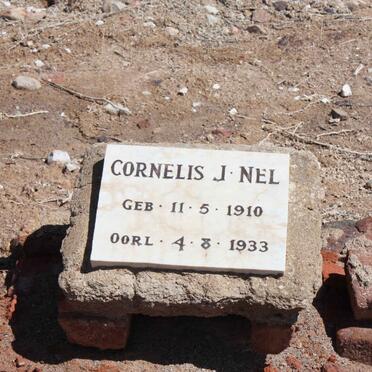 CORNELIS J · NEL
GEB · 11 · 5 · 1910
OORL · 4 · 8 · 1933